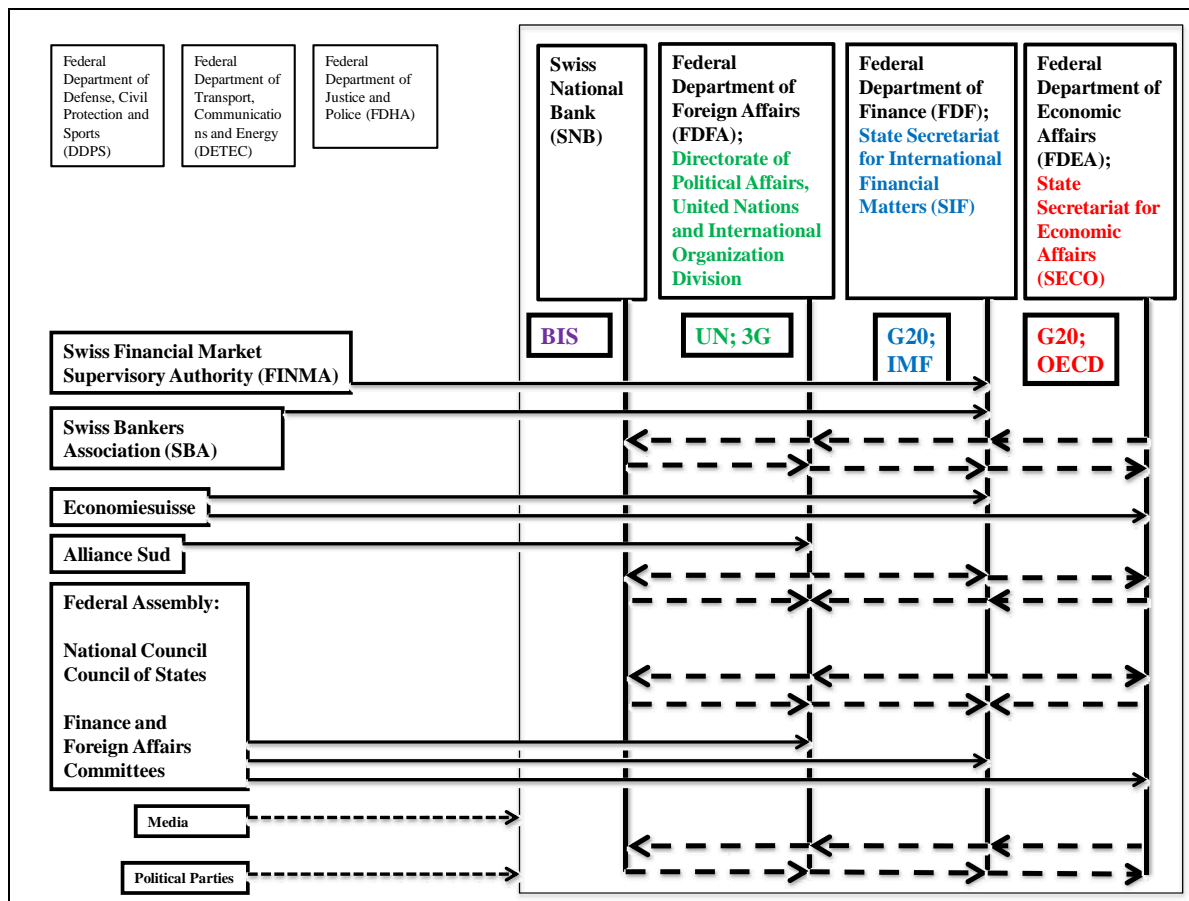 Federal
Department of
Defense, Civil
Protection and
Sports
(DDPS)
Federal
Department of
Transport,
Communicatio
ns and Energy
(DETEC)
Federal
Department of
Justice and
Police (FDHA)
Swiss
National
Bank
(SNB)
Federal
Department of
Foreign Affairs
(FDFA);
Directorate of
Political Affairs,
United Nations
and International
Organization
Division
Federal
Department of
Finance (FDF);
State Secretariat
for International
Financial
Matters (SIF)
Federal
Department of
Economic
Affairs
(FDEA);
State
Secretariat for
Economic
Affairs
(SECO)
BIS
UN; 3G
G20;
IMF
G20;
OECD
Swiss Financial Market
Supervisory Authority (FINMA)
Swiss Bankers
Association (SBA)
Economiesuisse
Alliance Sud
Federal Assembly:
National Council
Council of States
Finance and
Foreign Affairs
Committees
Media
Political Parties